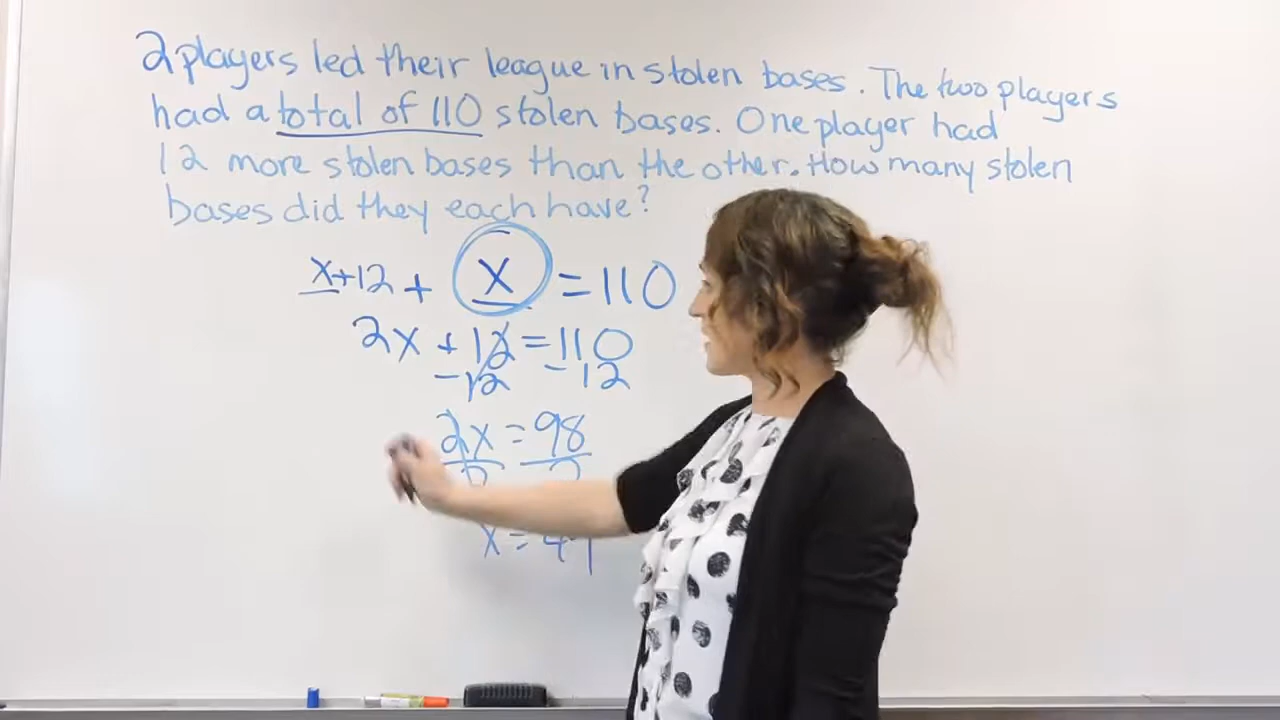 2 players led their league in stolen bases. The two players
had a total of 110 stolen bases. One player had
12 more stolen bases than the other. How many stolen
bases did they each have?
x+12 + x =110
2x + 12 = 110
-12 -12
2x = 98
x = 49